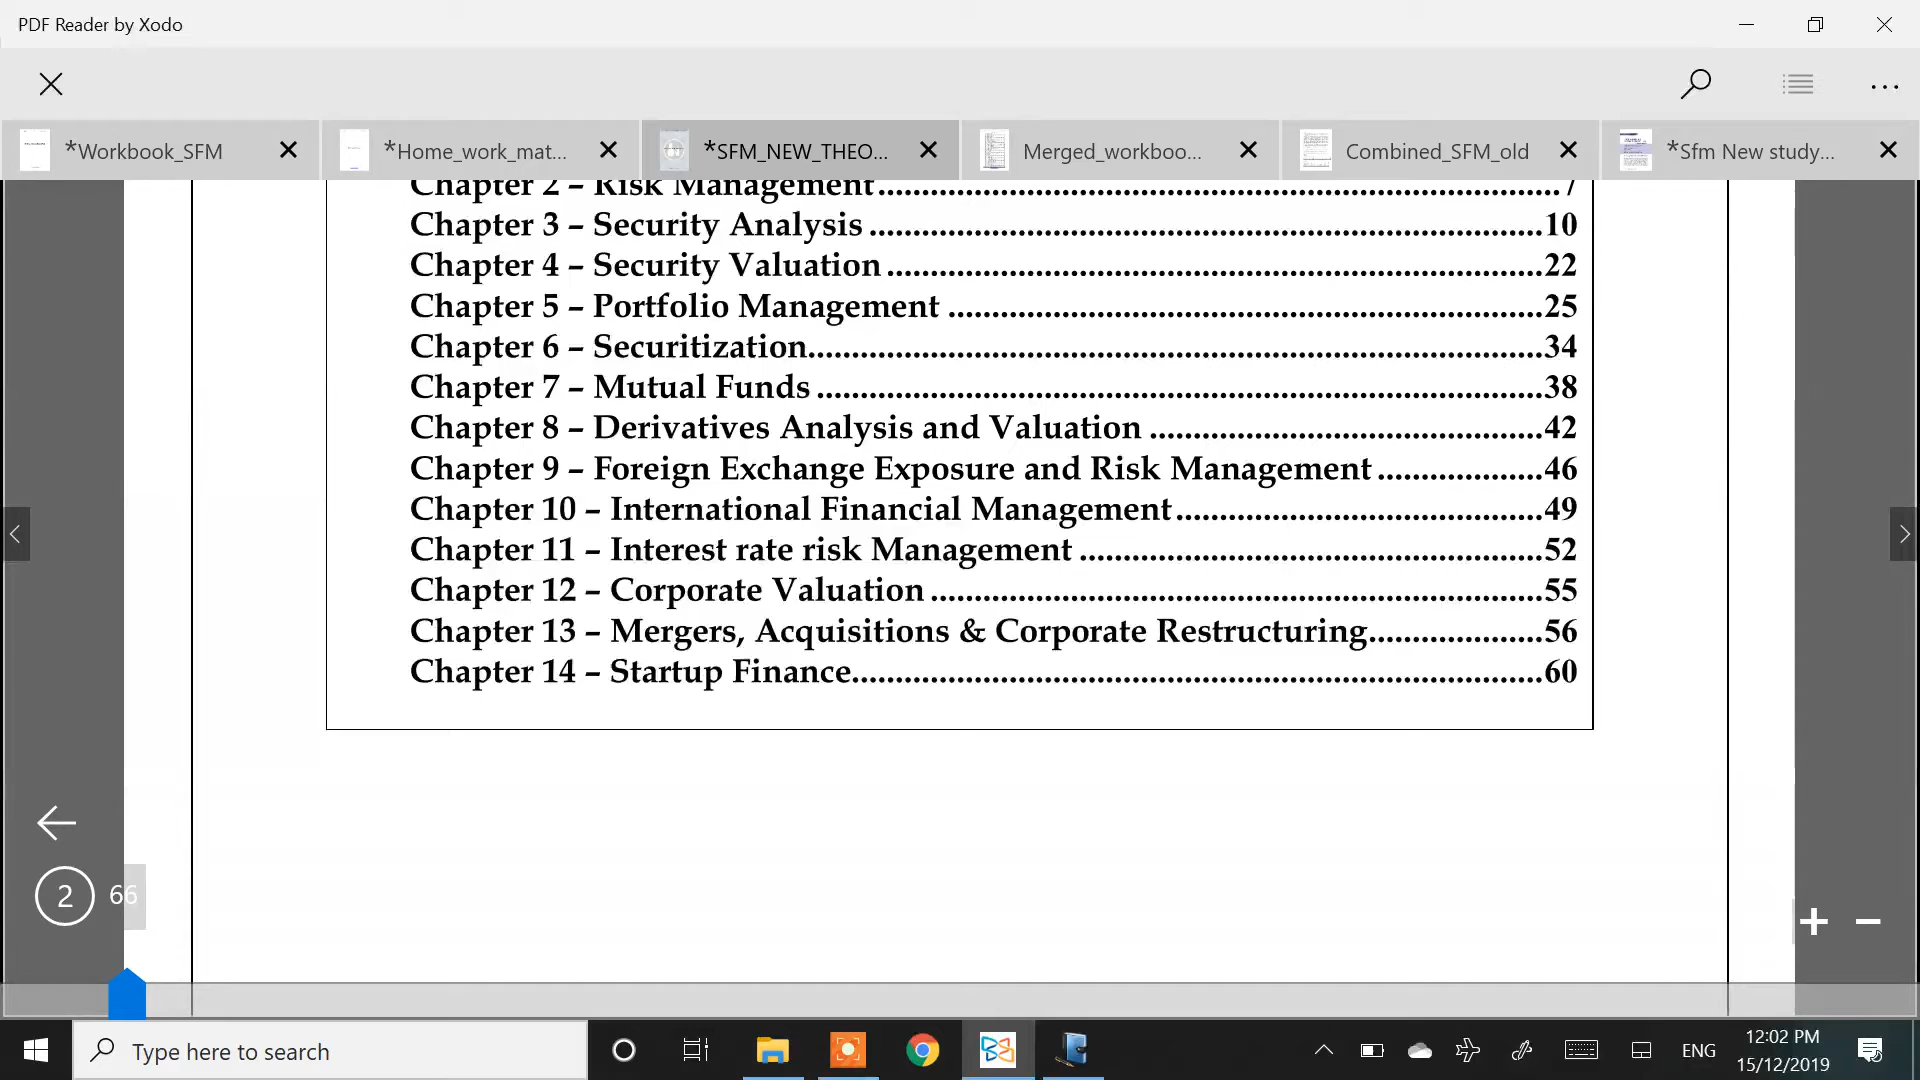 PDF Reader by Xodo
*Workbook_SFM
*Home_work_mat...
*SFM_NEW_THEO...
Merged_workboo...
Combined_SFM_old
*Sfm New study...
Chapter 2 – Risk Management........................................................................7
Chapter 3 – Security Analysis........................................................................10
Chapter 4 – Security Valuation......................................................................22
Chapter 5 – Portfolio Management ...............................................................25
Chapter 6 – Securitization..............................................................................34
Chapter 7 – Mutual Funds .............................................................................38
Chapter 8 – Derivatives Analysis and Valuation ..........................................42
Chapter 9 – Foreign Exchange Exposure and Risk Management.................46
Chapter 10 – International Financial Management.......................................49
Chapter 11 – Interest rate risk Management .................................................52
Chapter 12 – Corporate Valuation .................................................................55
Chapter 13 – Mergers, Acquisitions & Corporate Restructuring..................56
Chapter 14 – Startup Finance.........................................................................60
2 66
Type here to search
ENG
12:02 PM
15/12/2019